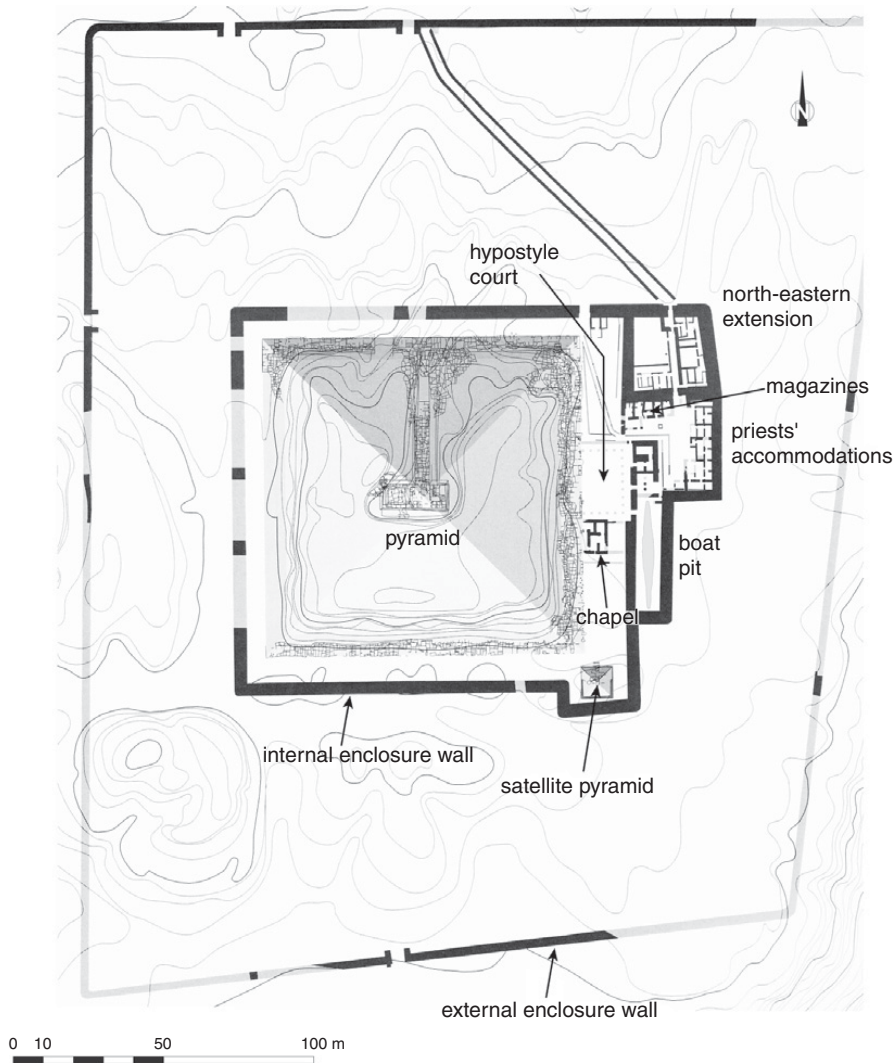 N
hypostyle
court
north-eastern
extension
magazines
priests'
accommodations
pyramid
boat
pit
chapel
internal enclosure wall
satellite pyramid
external enclosure wall
0 10 50 100 m